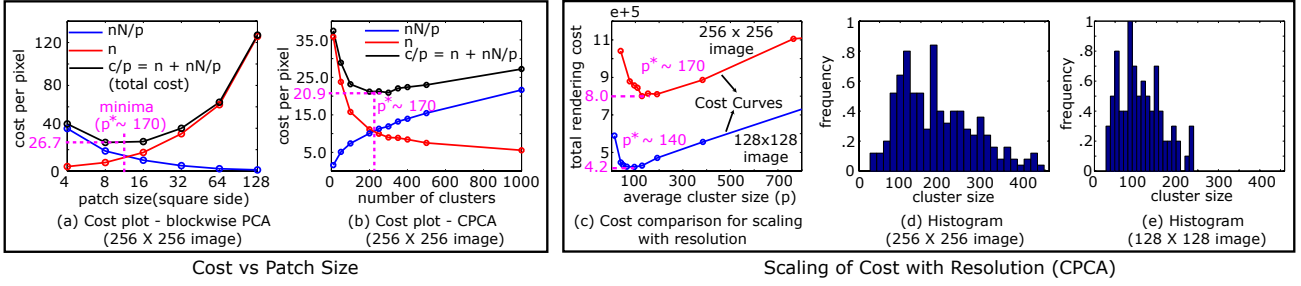 120
80
40
26.7
0
cost per pixel
nN/p
n
c/p = n + nN/p
(total cost)
minima
(p*~ 170)
4 8 16 32 64 128
patch size(square side)
(a) Cost plot - blockwise PCA
(256 X 256 image)
35.0
25.0
20.9
15.0
5.0
cost per pixel
nN/p
n
c/p = n + nN/p
p*~ 170
0 200 400 600 800 1000
number of clusters
(b) Cost plot - CPCA
(256 X 256 image)
Cost vs Patch Size
e+5
11
9
8.0
7
5
4.2
total rendering cost
256 x 256
image
p*~ 170
Cost Curves
p*~ 140
128x128
image
200 400 600
average cluster size (p)
(c) Cost comparison for scaling
with resolution
1
.8
.6
.4
.2
0
frequency
100 200 300 400
cluster size
(d) Histogram
(256 X 256 image)
1
.8
.6
.4
.2
0
frequency
0 100 200 300 400
cluster size
(e) Histogram
(128 X 128 image)
Scaling of Cost with Resolution (CPCA)